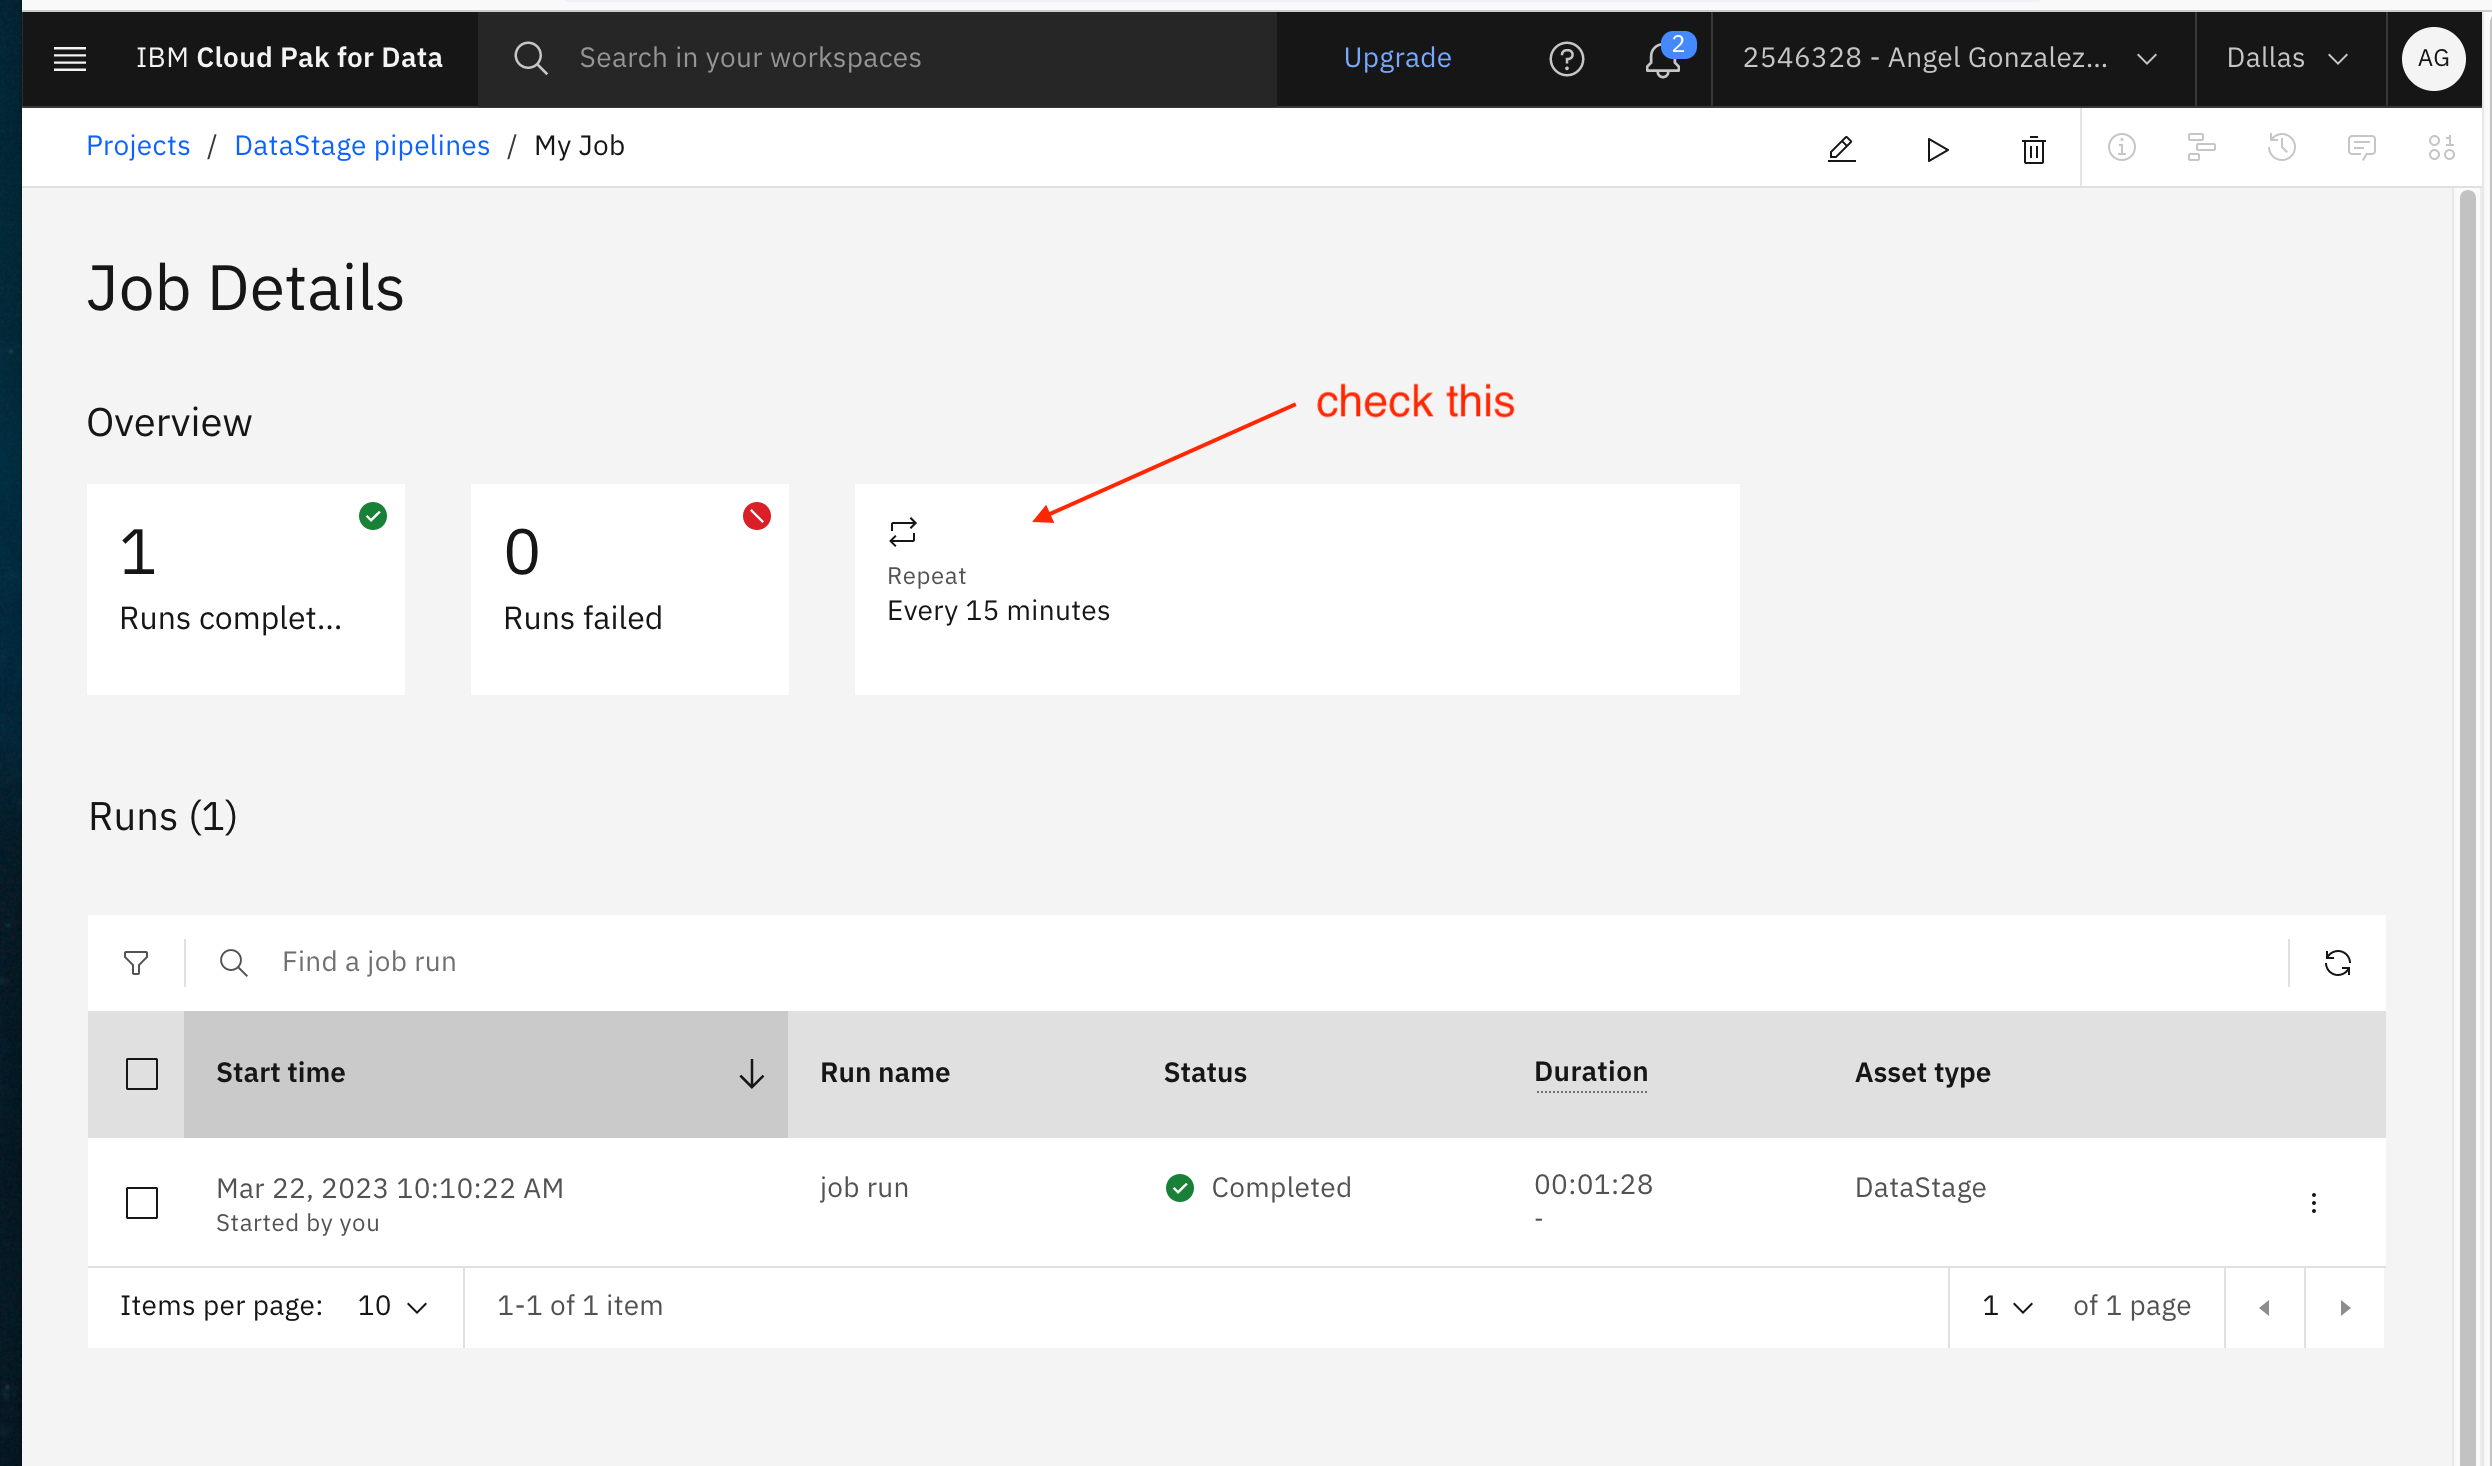 IBM Cloud Pak for Data
Search in your workspaces
Upgrade
2
2546328 - Angel Gonzalez...
Dallas
AG
Projects / DataStage pipelines / My Job
Job Details
Overview
check this
1
Runs complet...
0
Runs failed
Repeat
Every 15 minutes
Runs (1)
Find a job run
Start time
Run name
Status
Duration
Asset type
Mar 22, 2023 10:10:22 AM
Started by you
job run
Completed
00:01:28
-
DataStage
Items per page: 10
1-1 of 1 item
1 of 1 page